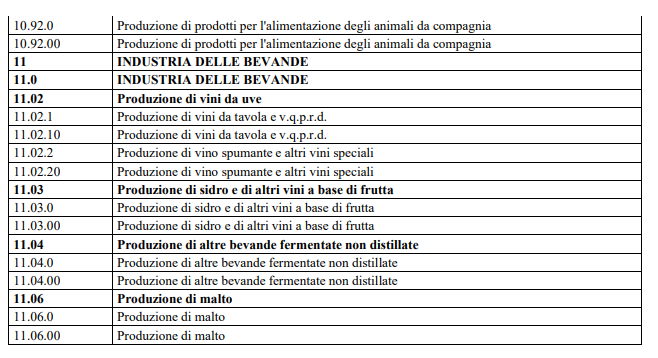 10.92.0 Produzione di prodotti per l'alimentazione degli animali da compagnia
10.92.00 Produzione di prodotti per l'alimentazione degli animali da compagnia
11 INDUSTRIA DELLE BEVANDE
11.0 INDUSTRIA DELLE BEVANDE
11.02 Produzione di vini da uve
11.02.1 Produzione di vini da tavola e v.q.p.r.d.
11.02.10 Produzione di vini da tavola e v.q.p.r.d.
11.02.2 Produzione di vino spumante e altri vini speciali
11.02.20 Produzione di vino spumante e altri vini speciali
11.03 Produzione di sidro e di altri vini a base di frutta
11.03.0 Produzione di sidro e di altri vini a base di frutta
11.03.00 Produzione di sidro e di altri vini a base di frutta
11.04 Produzione di altre bevande fermentate non distillate
11.04.0 Produzione di altre bevande fermentate non distillate
11.04.00 Produzione di altre bevande fermentate non distillate
11.06 Produzione di malto
11.06.0 Produzione di malto
11.06.00 Produzione di malto